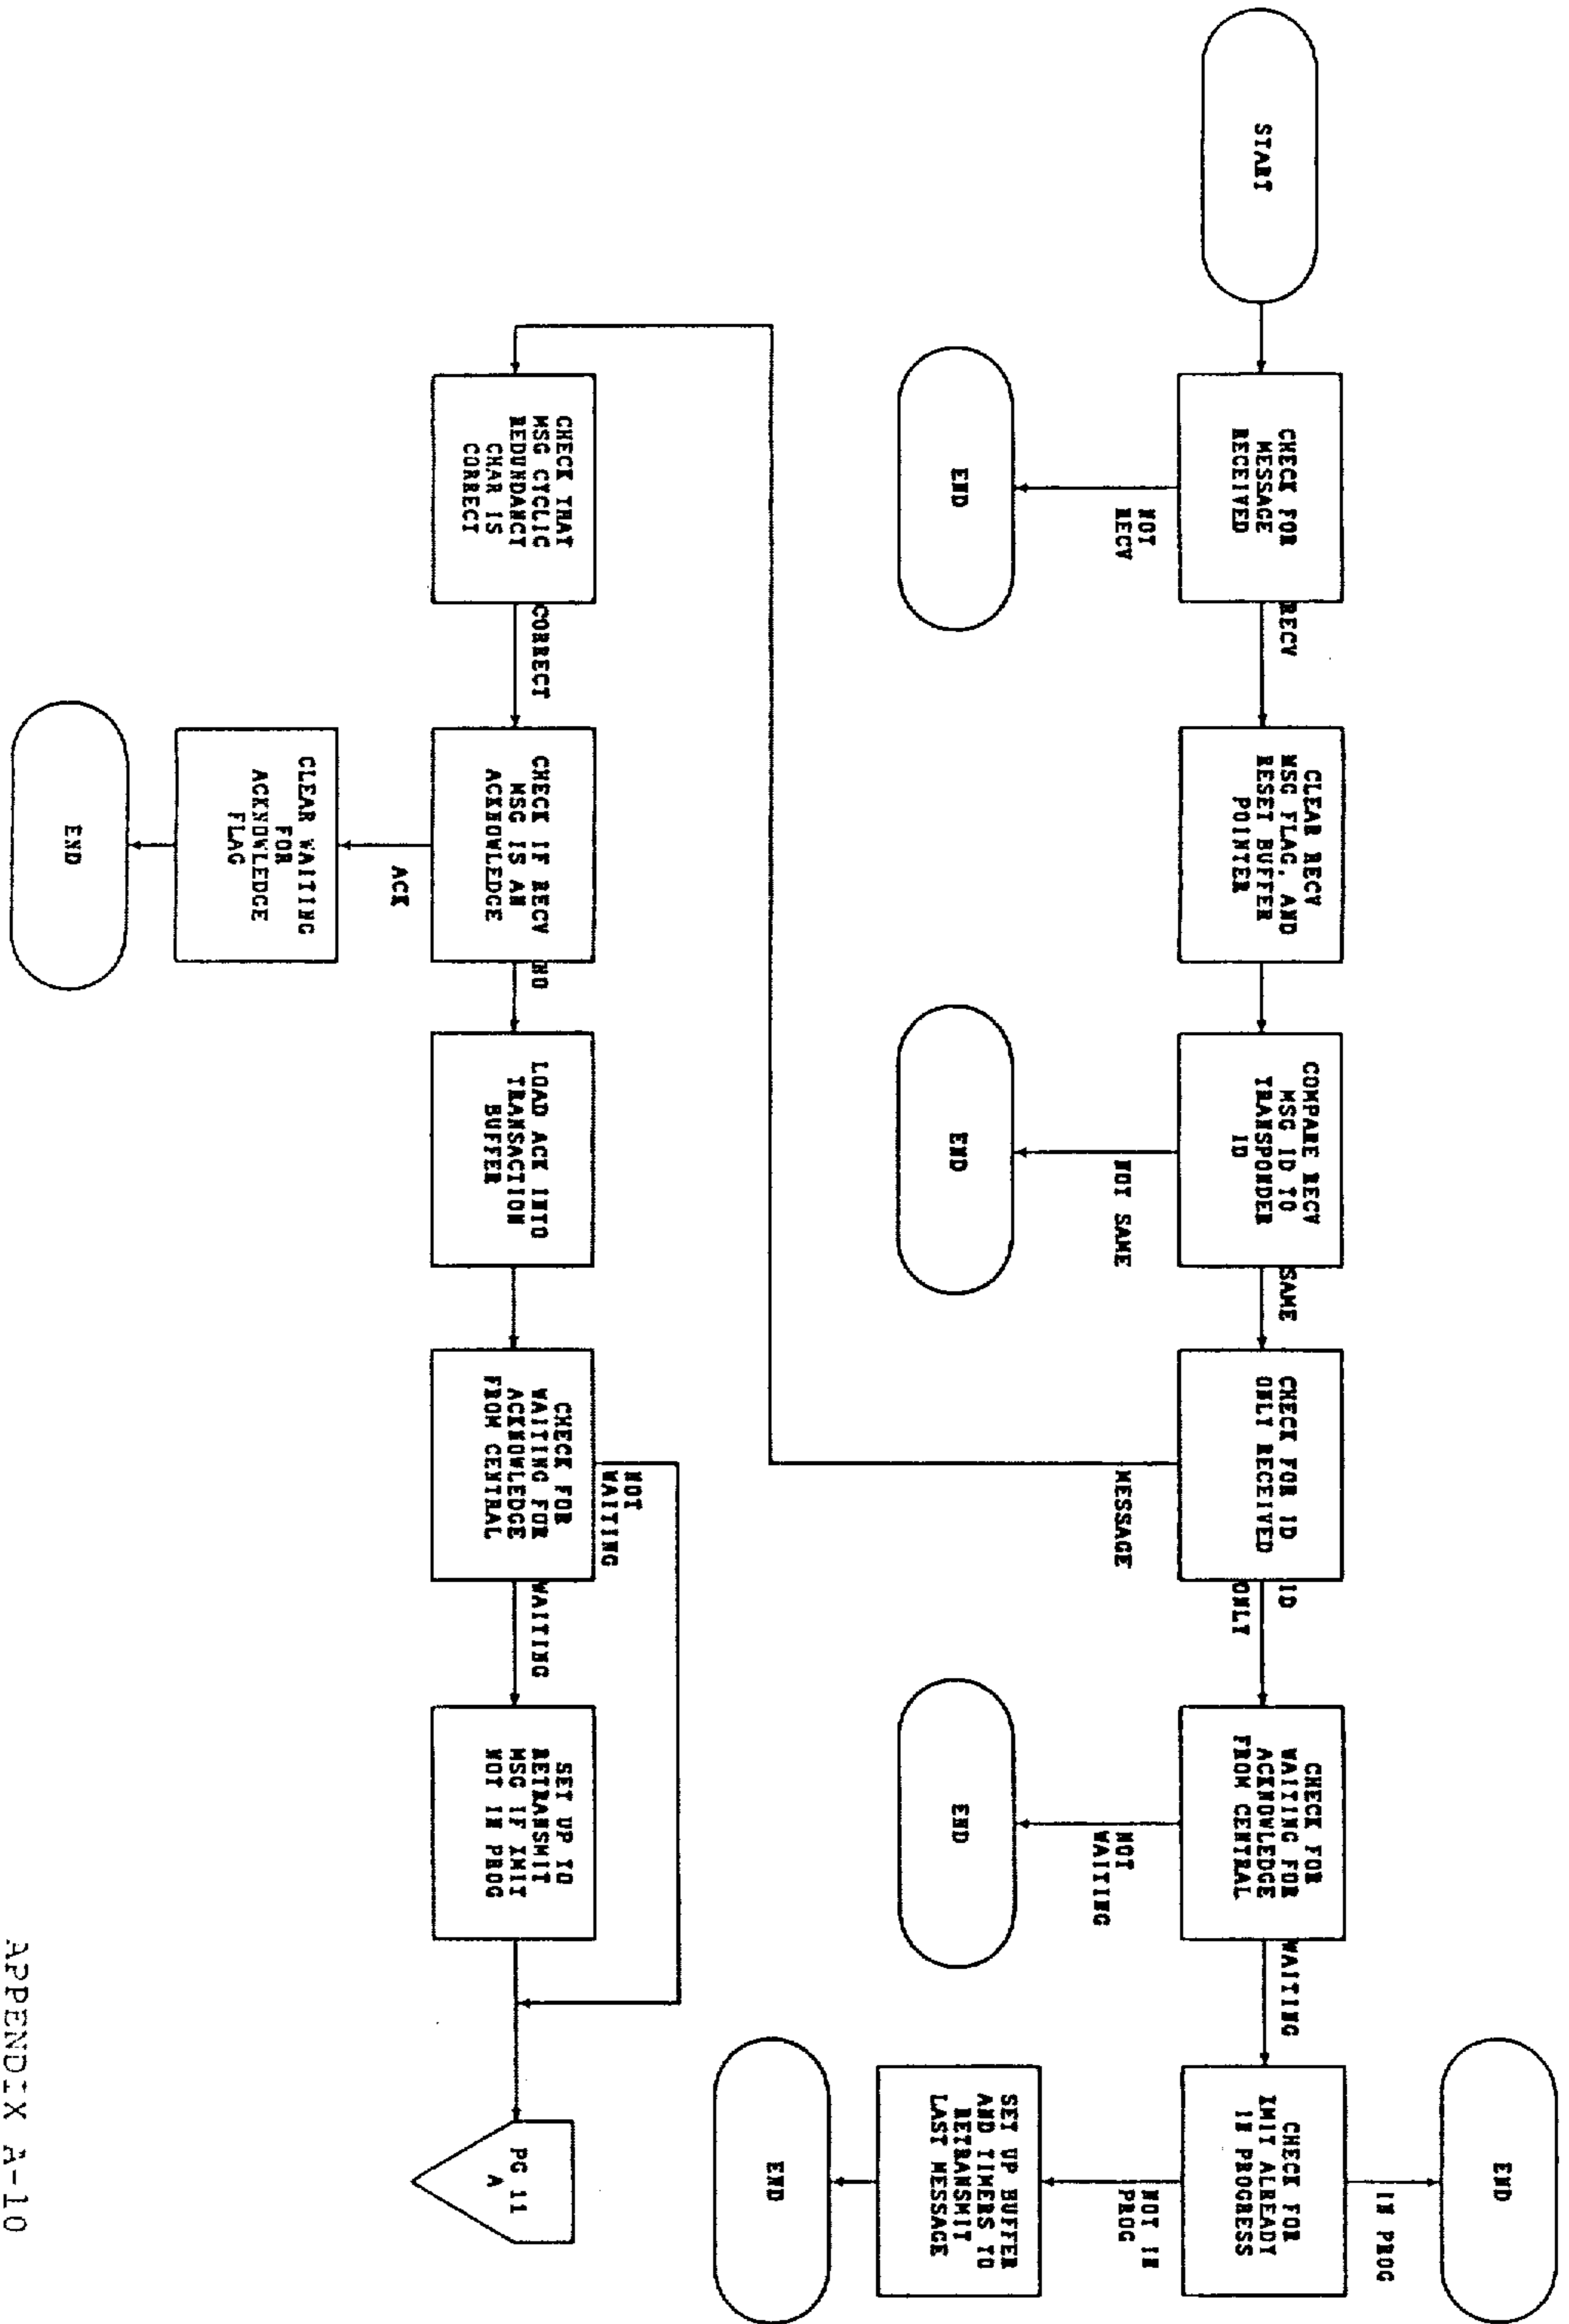 START
CHECK FOR
MESSAGE
RECEIVED
RECV
NOT
RECV
END
CLEAR RECV
MSG FLAG, AND
RESET BUFFER
POINTER
COMPARE RECV
MSG ID TO
TRANSPONDER
ID
SAME
NOT SAME
END
CHECK FOR ID
ONLY RECEIVED
ID
ONLY
MESSAGE
CHECK FOR
WAITING FOR
ACKNOWLEDGE
FROM CENTRAL
WAITING
NOT
WAITING
END
CHECK FOR
XMIT ALREADY
IN PROGRESS
IN PROG
END
NOT IN
PROG
SET UP BUFFER
AND TIMERS TO
RETRANSMIT
LAST MESSAGE
END
CHECK THAT
MSG CYCLIC
REDUNDANCY
CHAR IS
CORRECT
CORRECT
CHECK IF RECV
MSG IS AN
ACKNOWLEDGE
NO
ACK
CLEAR WAITING
FOR
ACKNOWLEDGE
FLAG
END
LOAD ACK INTO
TRANSACTION
BUFFER
CHECK FOR
WAITING FOR
ACKNOWLEDGE
FROM CENTRAL
NOT
WAITING
WAITING
SET UP TO
RETRANSMIT
MSG IF XMIT
NOT IN PROG
PG 11
A
APPENDIX A-10